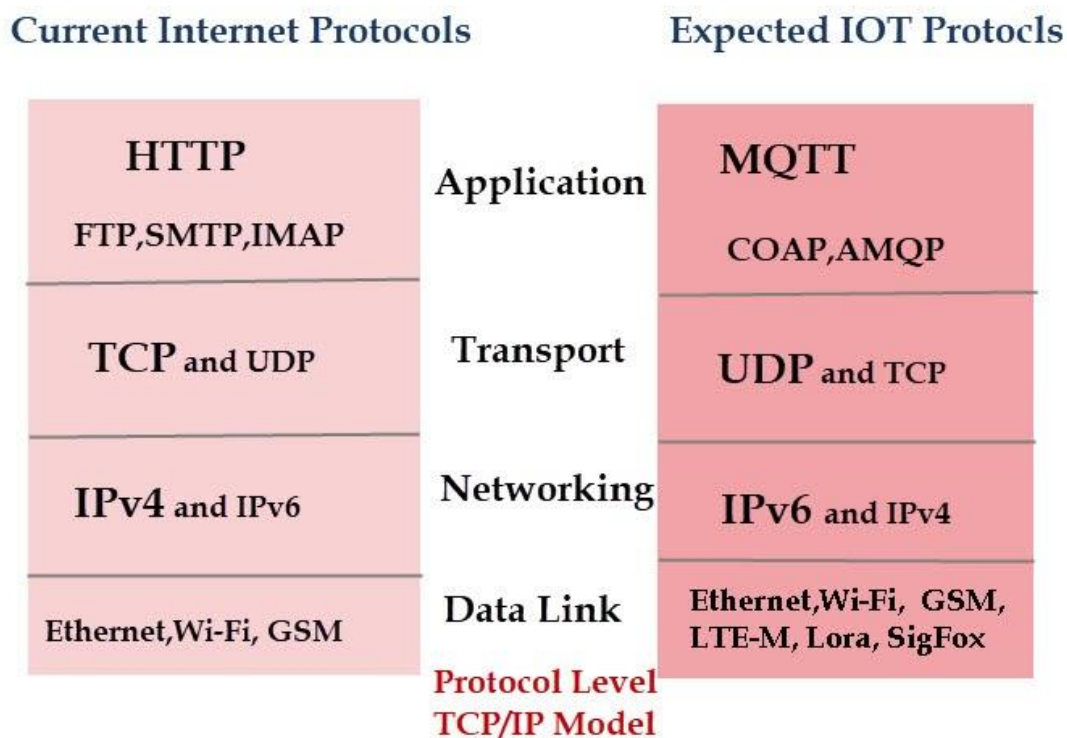 Current Internet Protocols
Expected IOT Protocls
HTTP
FTP,SMTP,IMAP
Application
MQTT
COAP,AMQP
TCP and UDP
Transport
UDP and TCP
IPv4 and IPv6
Networking
IPv6 and IPv4
Ethernet,Wi-Fi, GSM
Data Link
Ethernet,Wi-Fi, GSM,
LTE-M, Lora, SigFox
Protocol Level
TCP/IP Model